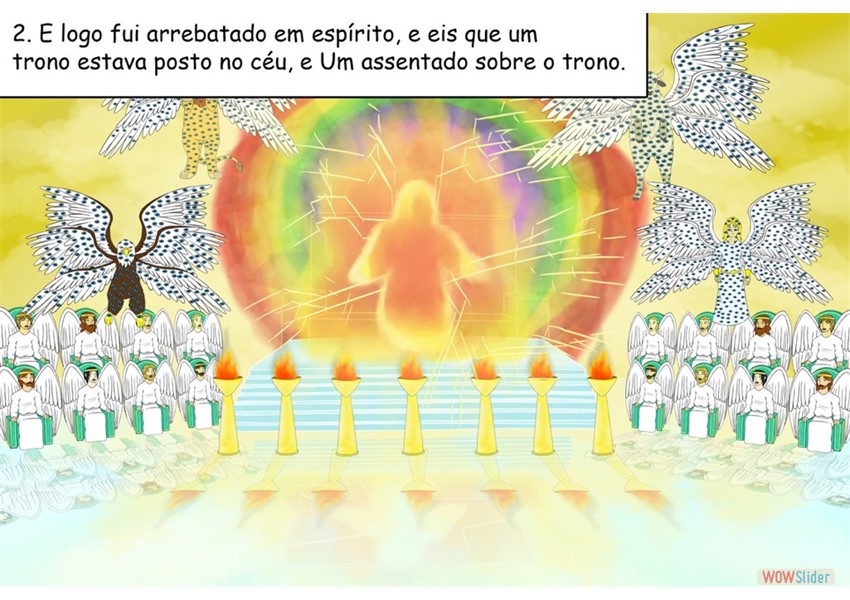 2. E logo fui arrebatado em espírito, e eis que um
trono estava posto no céu, e Um assentado sobre o trono.
WOWSlider